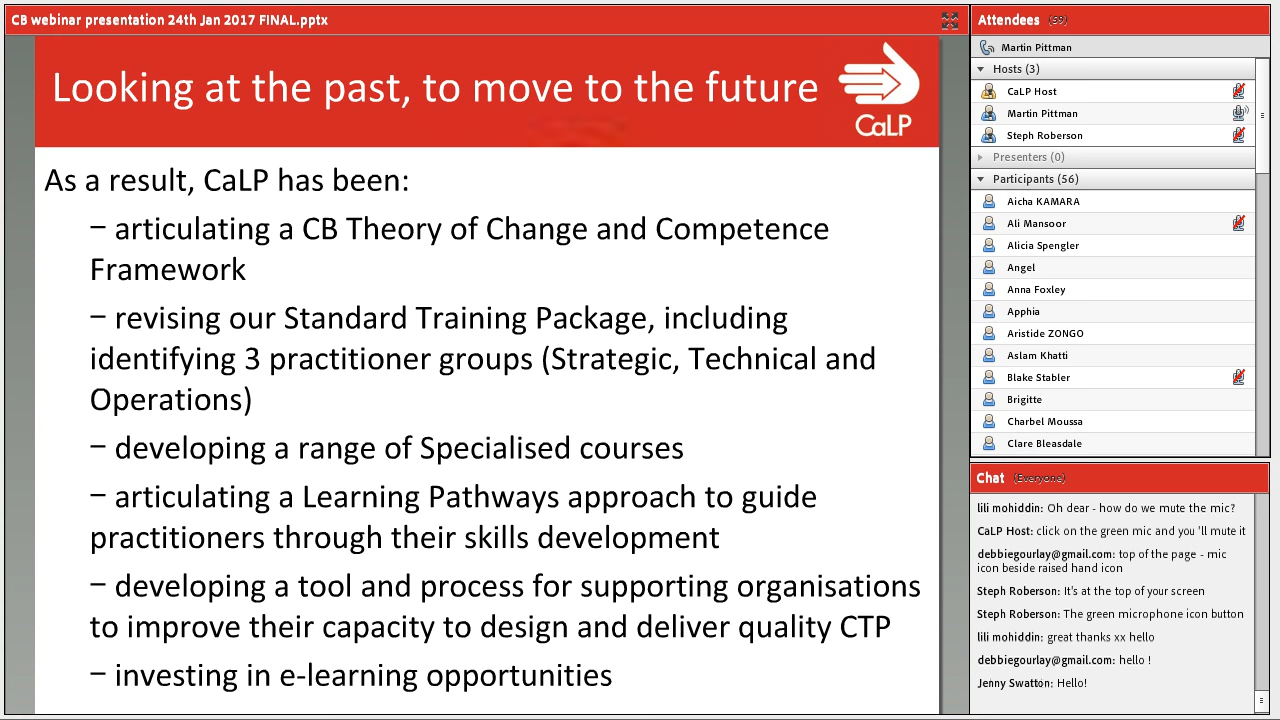 CB webinar presentation 24th Jan 2017 FINAL.pptx
Looking at the past, to move to the future
CaLP
As a result, CaLP has been:
– articulating a CB Theory of Change and Competence
Framework
– revising our Standard Training Package, including
identifying 3 practitioner groups (Strategic, Technical and
Operations)
– developing a range of Specialised courses
– articulating a Learning Pathways approach to guide
practitioners through their skills development
– developing a tool and process for supporting organisations
to improve their capacity to design and deliver quality CTP
– investing in e-learning opportunities
Attendees (59)
Martin Pittman
Hosts (3)
CaLP Host
Martin Pittman
Steph Roberson
Presenters (0)
Participants (56)
Aicha KAMARA
Ali Mansoor
Alicia Spengler
Angel
Anna Foxley
Apphia
Aristide ZONGO
Aslam Khatti
Blake Stabler
Brigitte
Charbel Moussa
Clare Bleasdale
Chat (Everyone)
lili mohiddin: Oh dear - how do we mute the mic?
CaLP Host: click on the green mic and you 'll mute it
debbiegourlay@gmail.com: top of the page - mic
icon beside raised hand icon
Steph Roberson: It's at the top of your screen
Steph Roberson: The green microphone icon button
lili mohiddin: great thanks xx hello
debbiegourlay@gmail.com: hello !
Jenny Swatton: Hello!